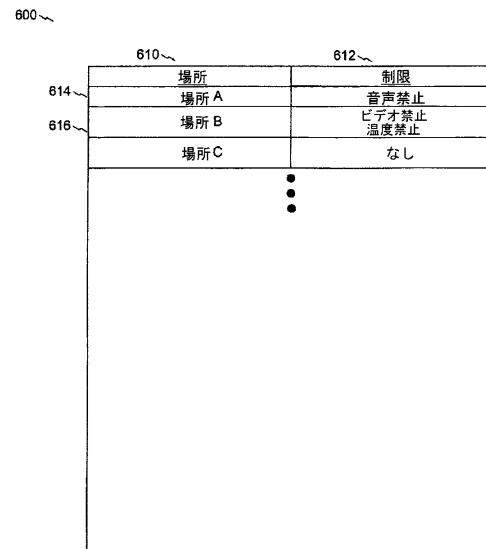 600
610 612
場所 制限
614 場所A 音声禁止
616 場所B ビデオ禁止
温度禁止
場所C なし